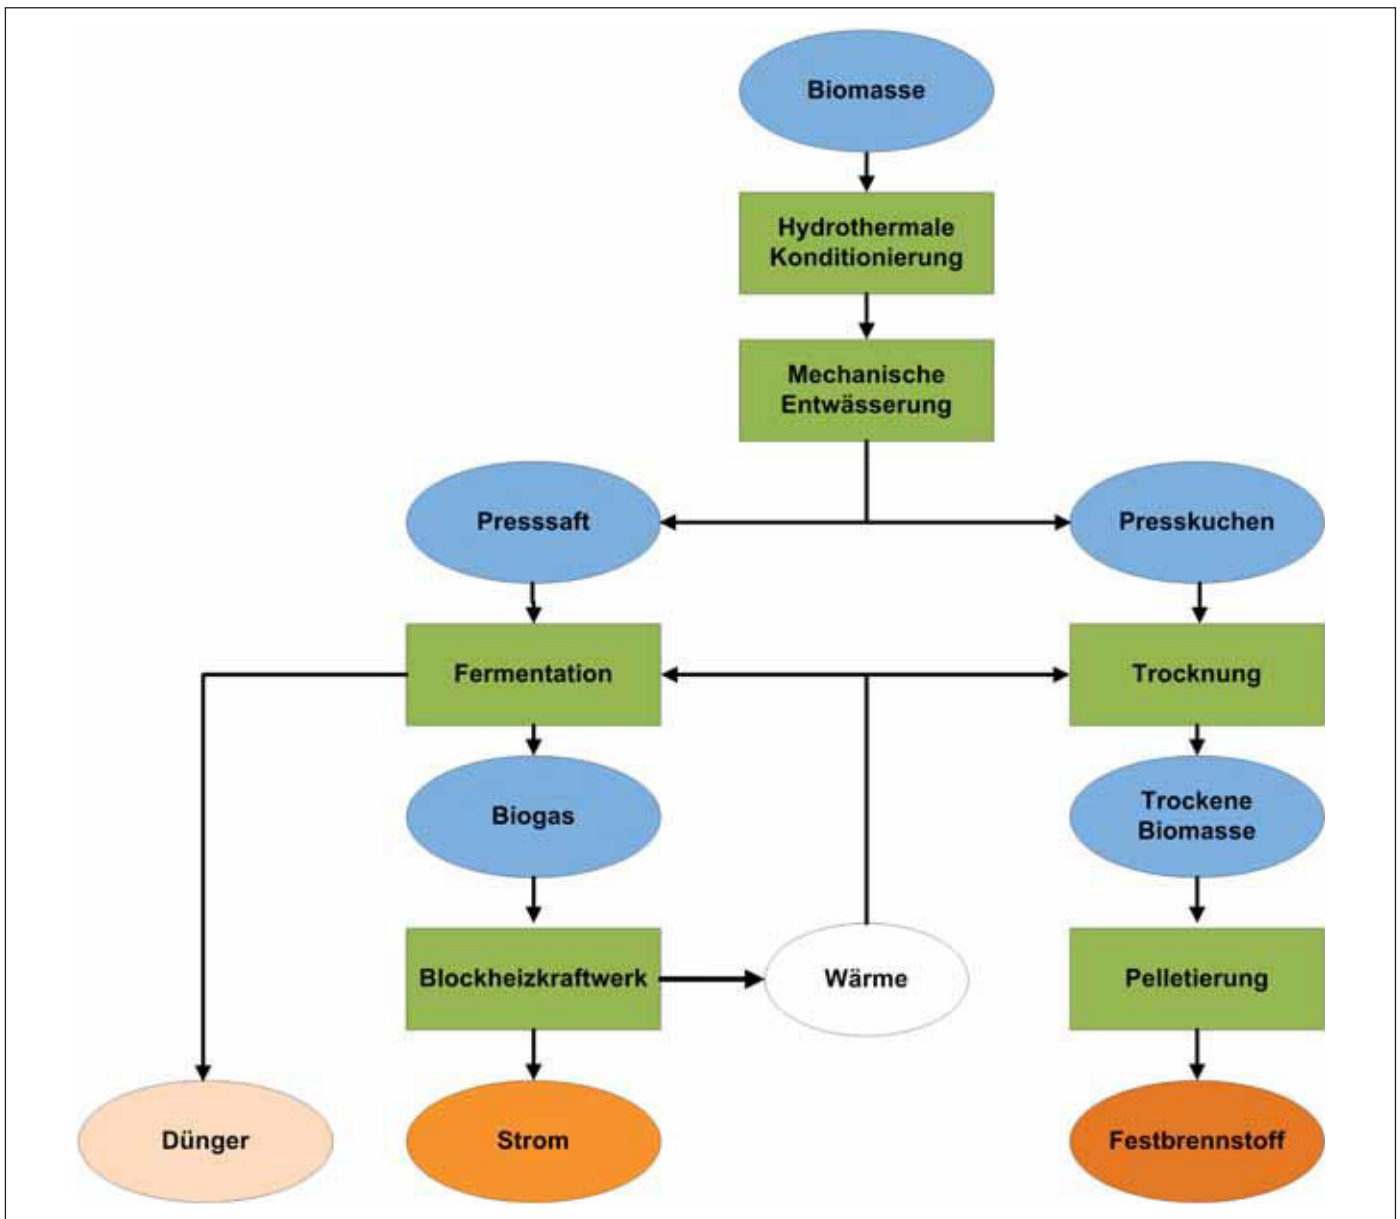 Biomasse
Hydrothermale
Konditionierung
Mechanische
Entwässerung
Presssaft
Presskuchen
Fermentation
Trocknung
Biogas
Trockene
Biomasse
Blockheizkraftwerk
Wärme
Pelletierung
Dünger
Strom
Festbrennstoff